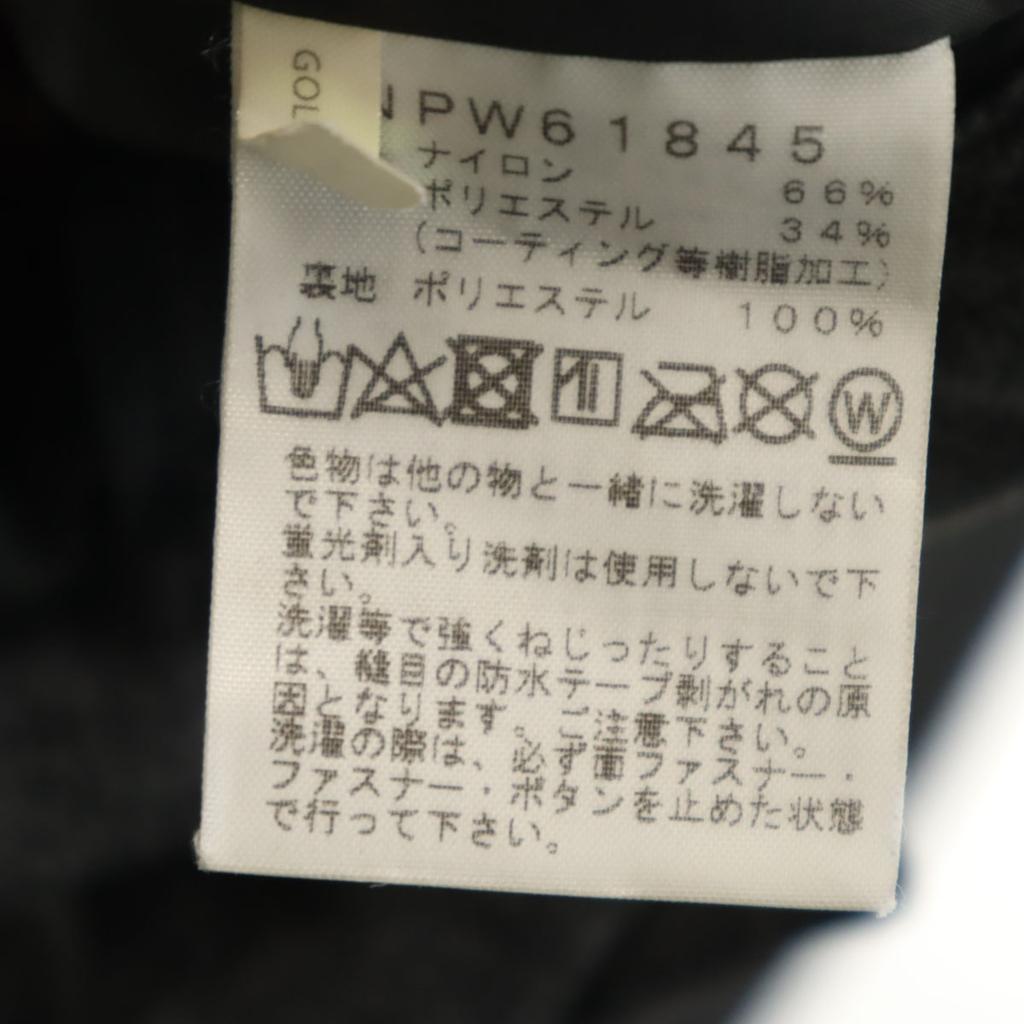 GOL
NPW61845
ナイロン 66%
ポリエステル 34%
(コーティング等樹脂加工)
裏地 ポリエステル 100%
W
色物は他の物と一緒に洗濯しない
で下さい。
蛍光剤入り洗剤は使用しないで下
さい。
洗濯等で強くねじったりすること
は、縫目の防水テープ剥がれの原
因となります。ご注意下さい。
洗濯の際は、必ず面ファスナー・
ファスナー・ボタンを止めた状態
で行って下さい。